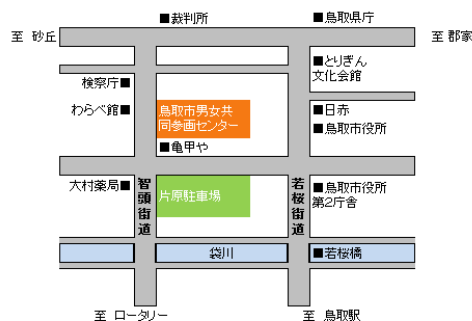 ■裁判所
■鳥取県庁
至 砂丘
至 郡家
■とりぎん
文化会館
検察庁■
わらべ館■
鳥取市男女共
同参画センター
■日赤
■鳥取市役所
■亀甲や
大村薬局■
智頭街道
片原駐車場
若桜街道
■鳥取市役所
第2庁舎
袋川
■若桜橋
至 ロータリー
至 鳥取駅